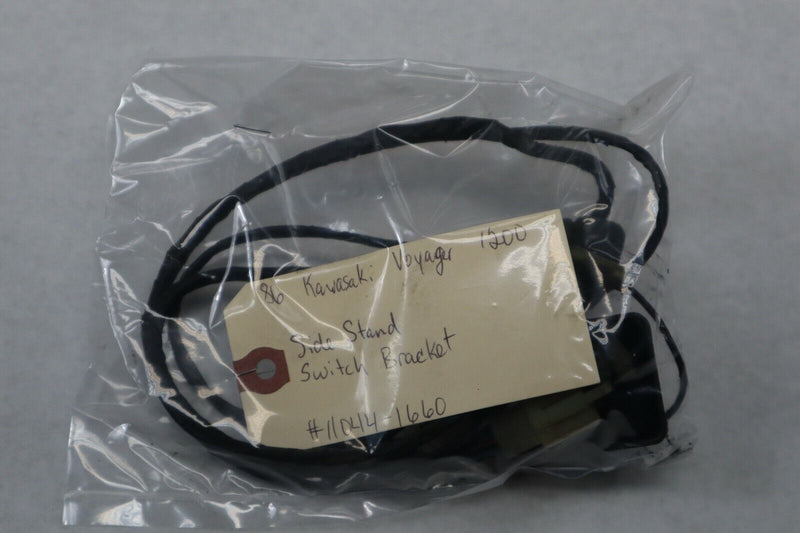 86 Kawasaki Voyager 1200
Side Stand
Switch Bracket
#11044-1660